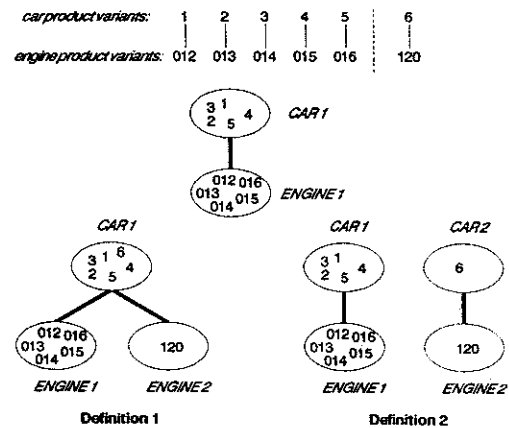 car product variants: 1 2 3 4 5 6
engine product variants: 012 013 014 015 016 120
3 1 4
2 5
CAR 1
012 016
013 015
014
ENGINE 1
CAR 1
3 1 6
2 5 4
012 016
013 015
014
120
ENGINE 1 ENGINE 2
Definition 1
CAR 1 CAR 2
3 1 4
2 5
6
012 016
013 015
014
120
ENGINE 1 ENGINE 2
Definition 2